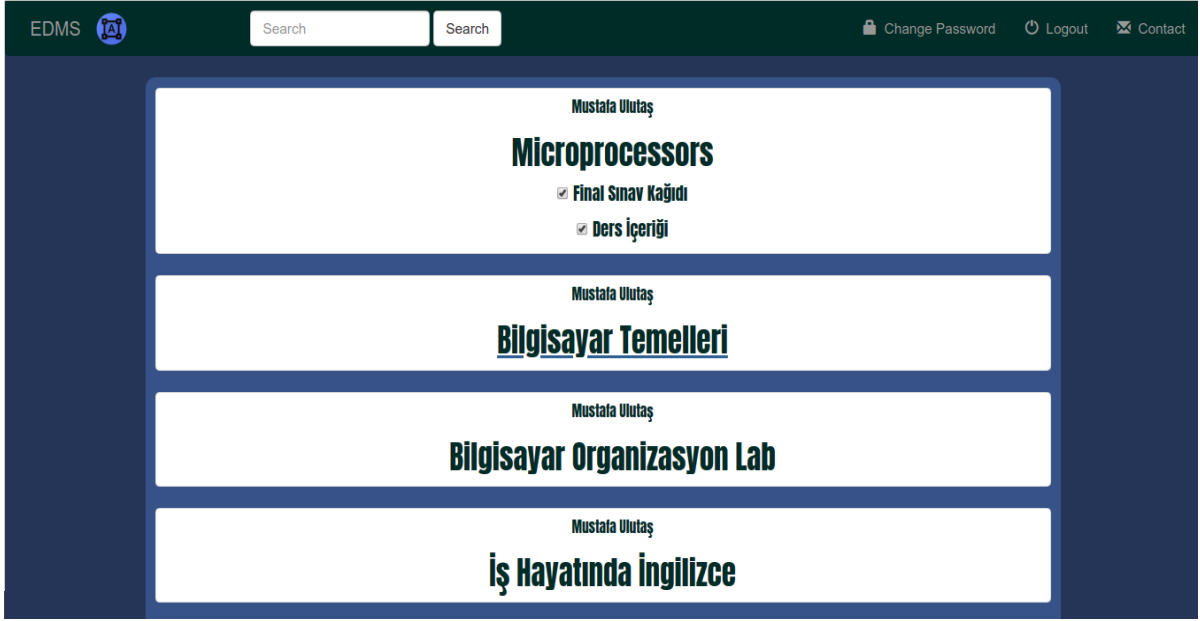 EDMS A Search Search Change Password Logout Contact
Mustafa Ulutaş
Microprocessors
Final Sınav Kağıdı
Ders İçeriği
Mustafa Ulutaş
Bilgisayar Temelleri
Mustafa Ulutaş
Bilgisayar Organizasyon Lab
Mustafa Ulutaş
İş Hayatında İngilizce